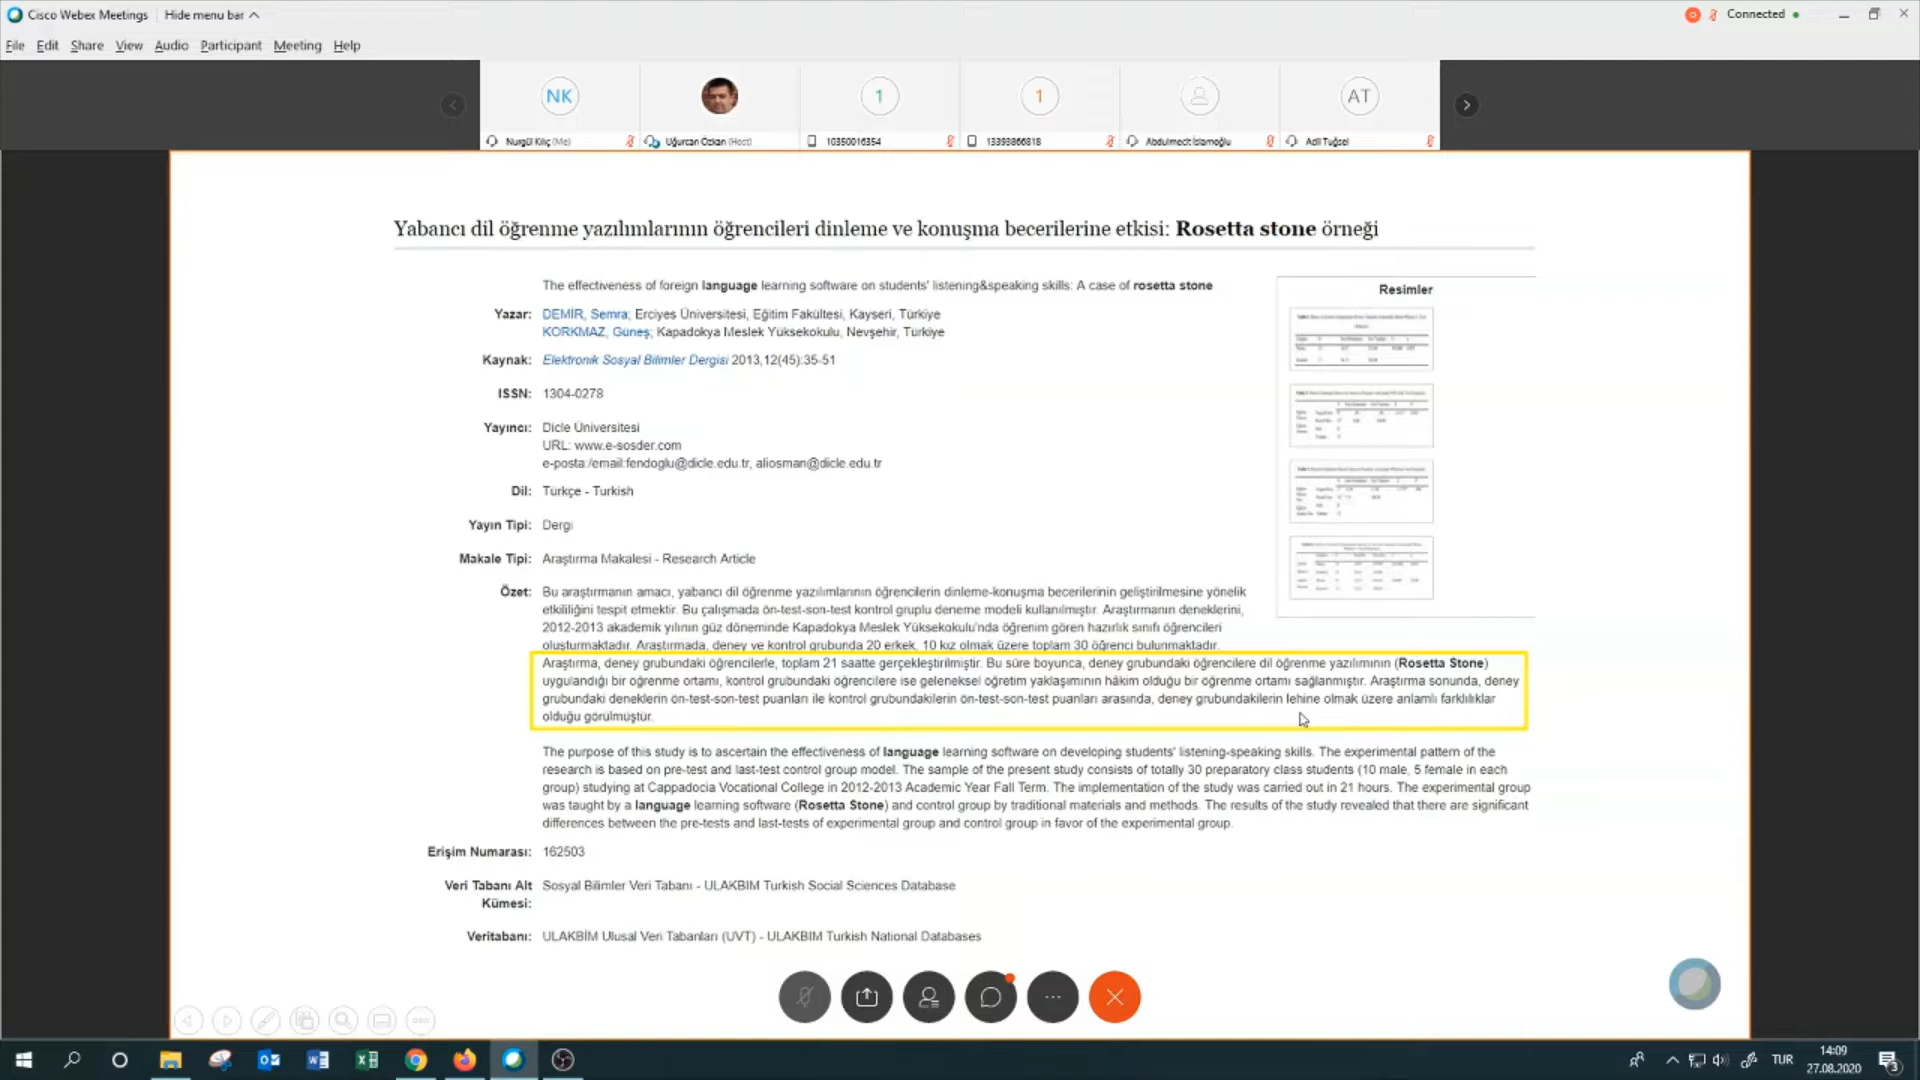 Cisco Webex Meetings Hide menu bar Connected
File Edit Share View Audio Participant Meeting Help
NK 1 1 AT
Nurgül Kılıç (Me) Uğurcan Özkan (Host) 10350016354 13393866818 Abdulmecit İslamoğlu Adil Tuğsel
Yabancı dil öğrenme yazılımlarının öğrencileri dinleme ve konuşma becerilerine etkisi: Rosetta stone örneği
The effectiveness of foreign language learning software on students' listening&speaking skills: A case of rosetta stone
Resimler
Yazar: DEMİR, Semra; Erciyes Üniversitesi, Eğitim Fakültesi, Kayseri, Türkiye
KORKMAZ, Güneş; Kapadokya Meslek Yüksekokulu, Nevşehir, Türkiye
Kaynak: Elektronik Sosyal Bilimler Dergisi 2013,12(45):35-51
ISSN: 1304-0278
Yayıncı: Dicle Üniversitesi
URL: www.e-sosder.com
e-posta:/email:fendoglu@dicle.edu.tr, aliosman@dicle.edu.tr
Dil: Türkçe - Turkish
Yayın Tipi: Dergi
Makale Tipi: Araştırma Makalesi - Research Article
Özet: Bu araştırmanın amacı, yabancı dil öğrenme yazılımlarının öğrencilerin dinleme-konuşma becerilerinin geliştirilmesine yönelik
etkililiğini tespit etmektir. Bu çalışmada ön-test-son-test kontrol gruplu deneme modeli kullanılmıştır. Araştırmanın deneklerini,
2012-2013 akademik yılının güz döneminde Kapadokya Meslek Yüksekokulu'nda öğrenim gören hazırlık sınıfı öğrencileri
oluşturmaktadır. Araştırmada, deney ve kontrol grubunda 20 erkek, 10 kız olmak üzere toplam 30 öğrenci bulunmaktadır.
Araştırma, deney grubundaki öğrencilerle, toplam 21 saatte gerçekleştirilmiştir. Bu süre boyunca, deney grubundaki öğrencilere dil öğrenme yazılımının (Rosetta Stone)
uygulandığı bir öğrenme ortamı, kontrol grubundaki öğrencilere ise geleneksel öğretim yaklaşımının hâkim olduğu bir öğrenme ortamı sağlanmıştır. Araştırma sonunda, deney
grubundaki deneklerin ön-test-son-test puanları ile kontrol grubundakilerin ön-test-son-test puanları arasında, deney grubundakilerin lehine olmak üzere anlamlı farklılıklar
olduğu görülmüştür.
The purpose of this study is to ascertain the effectiveness of language learning software on developing students' listening-speaking skills. The experimental pattern of the
research is based on pre-test and last-test control group model. The sample of the present study consists of totally 30 preparatory class students (10 male, 5 female in each
group) studying at Cappadocia Vocational College in 2012-2013 Academic Year Fall Term. The implementation of the study was carried out in 21 hours. The experimental group
was taught by a language learning software (Rosetta Stone) and control group by traditional materials and methods. The results of the study revealed that there are significant
differences between the pre-tests and last-tests of experimental group and control group in favor of the experimental group.
Erişim Numarası: 162503
Veri Tabanı Alt Sosyal Bilimler Veri Tabanı - ULAKBIM Turkish Social Sciences Database
Kümesi:
Veritabanı: ULAKBİM Ulusal Veri Tabanları (UVT) - ULAKBIM Turkish National Databases
TUR 14:09
27.08.2020 3